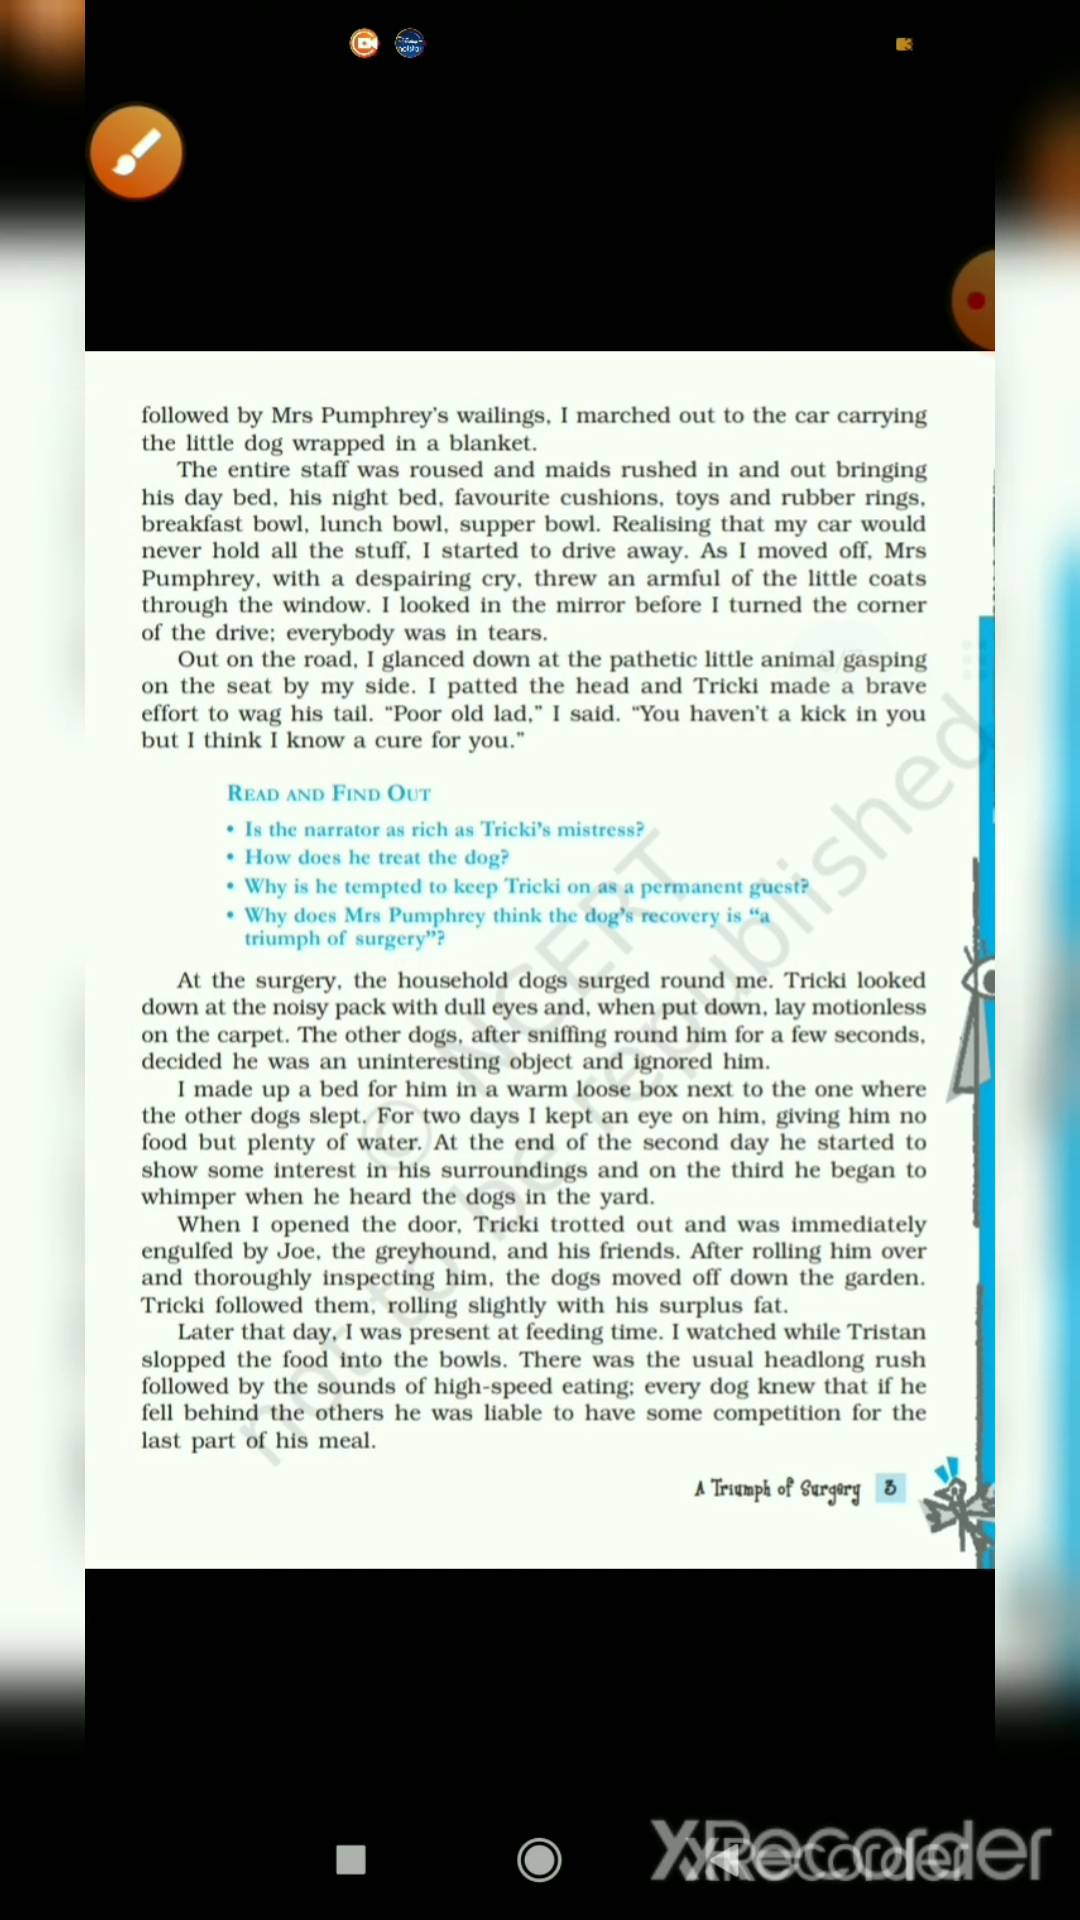 followed by Mrs Pumphrey's wailings, I marched out to the car carrying
the little dog wrapped in a blanket.
The entire staff was roused and maids rushed in and out bringing
his day bed, his night bed, favourite cushions, toys and rubber rings,
breakfast bowl, lunch bowl, supper bowl. Realising that my car would
never hold all the stuff, I started to drive away. As I moved off, Mrs
Pumphrey, with a despairing cry, threw an armful of the little coats
through the window. I looked in the mirror before I turned the corner
of the drive; everybody was in tears.
Out on the road, I glanced down at the pathetic little animal gasping
on the seat by my side. I patted the head and Tricki made a brave
effort to wag his tail. “Poor old lad,” I said. “You haven't a kick in you
but I think I know a cure for you.”
READ AND FIND OUT
• Is the narrator as rich as Tricki's mistress?
• How does he treat the dog?
• Why is he tempted to keep Tricki on as a permanent guest?
• Why does Mrs Pumphrey think the dog's recovery is “a
triumph of surgery”?
At the surgery, the household dogs surged round me. Tricki looked
down at the noisy pack with dull eyes and, when put down, lay motionless
on the carpet. The other dogs, after sniffing round him for a few seconds,
decided he was an uninteresting object and ignored him.
I made up a bed for him in a warm loose box next to the one where
the other dogs slept. For two days I kept an eye on him, giving him no
food but plenty of water. At the end of the second day he started to
show some interest in his surroundings and on the third he began to
whimper when he heard the dogs in the yard.
When I opened the door, Tricki trotted out and was immediately
engulfed by Joe, the greyhound, and his friends. After rolling him over
and thoroughly inspecting him, the dogs moved off down the garden.
Tricki followed them, rolling slightly with his surplus fat.
Later that day, I was present at feeding time. I watched while Tristan
slopped the food into the bowls. There was the usual headlong rush
followed by the sounds of high-speed eating; every dog knew that if he
fell behind the others he was liable to have some competition for the
last part of his meal.
A Triumph of Surgery 3
© NCERT
not to be republished
XRecorder